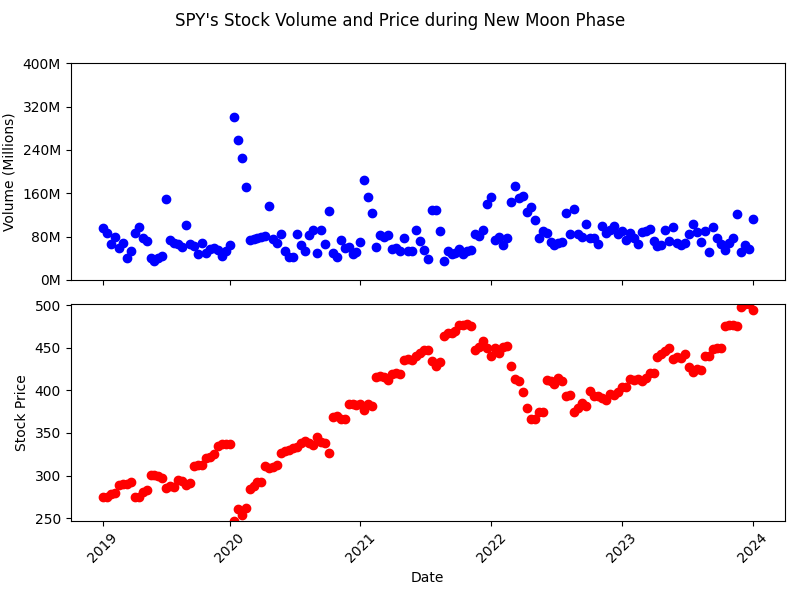 SPY's Stock Volume and Price during New Moon Phase
400M
320M
240M
160M
80M
0M
Volume (Millions)
500
450
400
350
300
250
Stock Price
2019
2020
2021
2022
2023
2024
Date